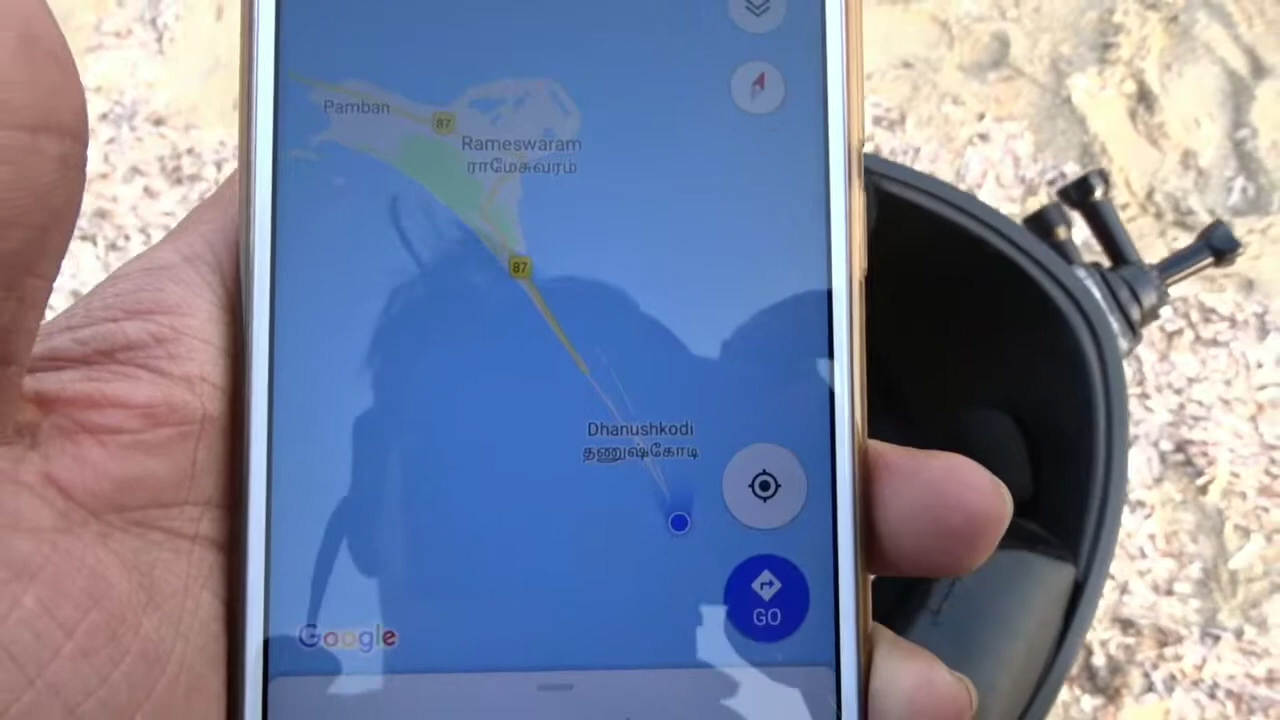 Pamban
87
Rameswaram
ராமேசுவரம்
87
Dhanushkodi
தனுஷ்கோடி
GO
Google